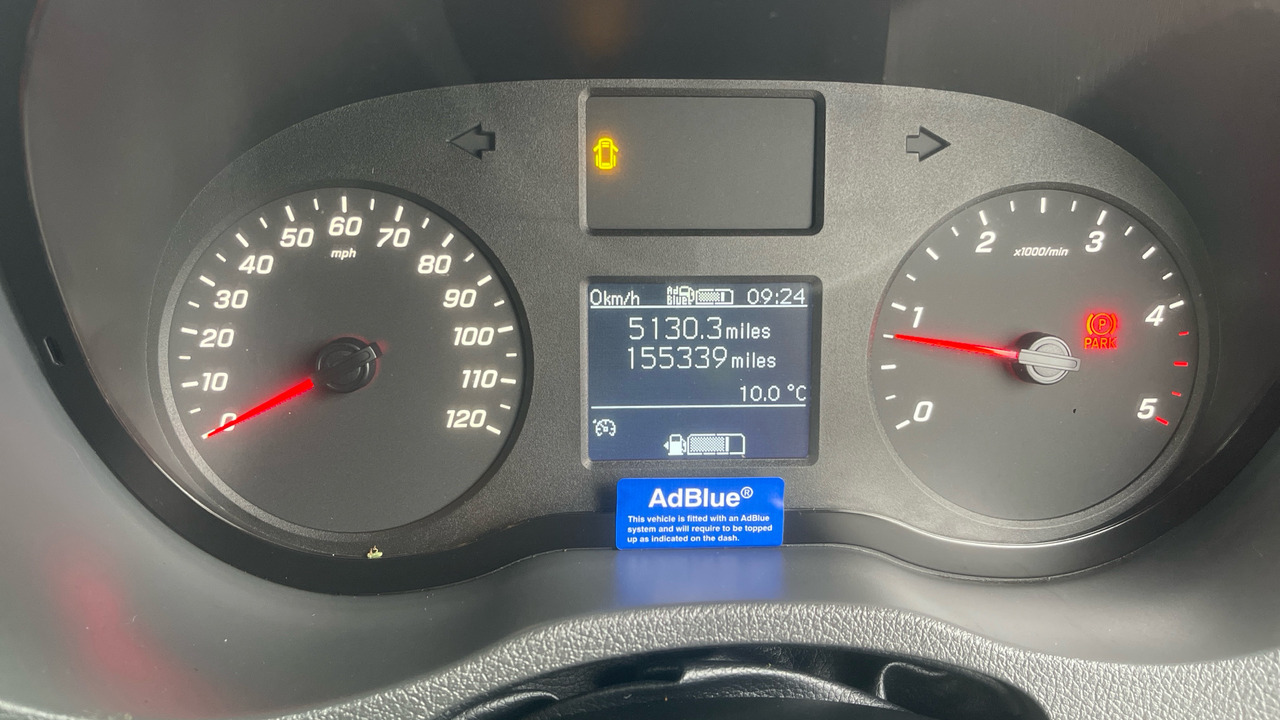 0km/h AdBlue 09:24
5130.3 miles
155339 miles
10.0 °C
0 10 20 30 40 50 60 70 80 90 100 110 120
mph
0 1 2 3 4 5
x1000/min
(P)
PARK
AdBlue®
This vehicle is fitted with an AdBlue
system and will require to be topped
up as indicated on the dash.